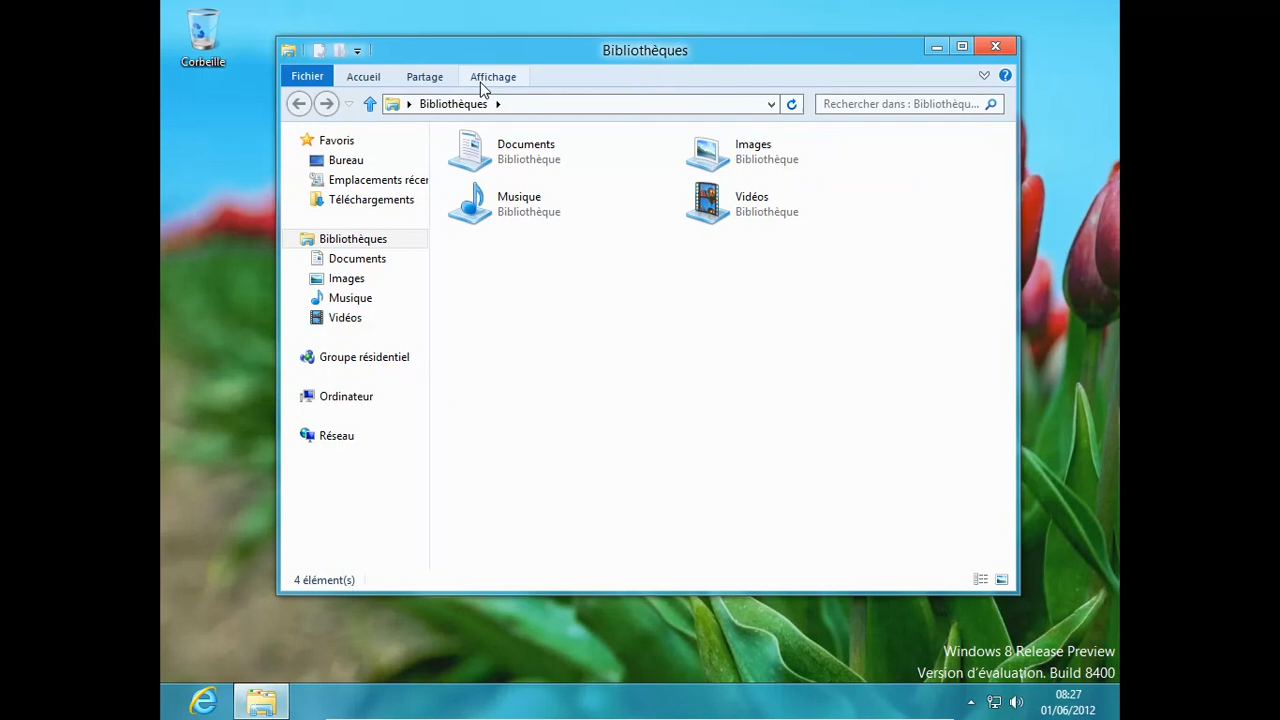 Corbeille
Bibliothèques
Fichier
Accueil
Partage
Affichage
Bibliothèques
Rechercher dans : Bibliothèqu...
Favoris
Bureau
Emplacements récer
Téléchargements
Bibliothèques
Documents
Images
Musique
Vidéos
Groupe résidentiel
Ordinateur
Réseau
Documents
Bibliothèque
Images
Bibliothèque
Musique
Bibliothèque
Vidéos
Bibliothèque
4 élément(s)
Windows 8 Release Preview
Version d'évaluation. Build 8400
08:27
01/06/2012